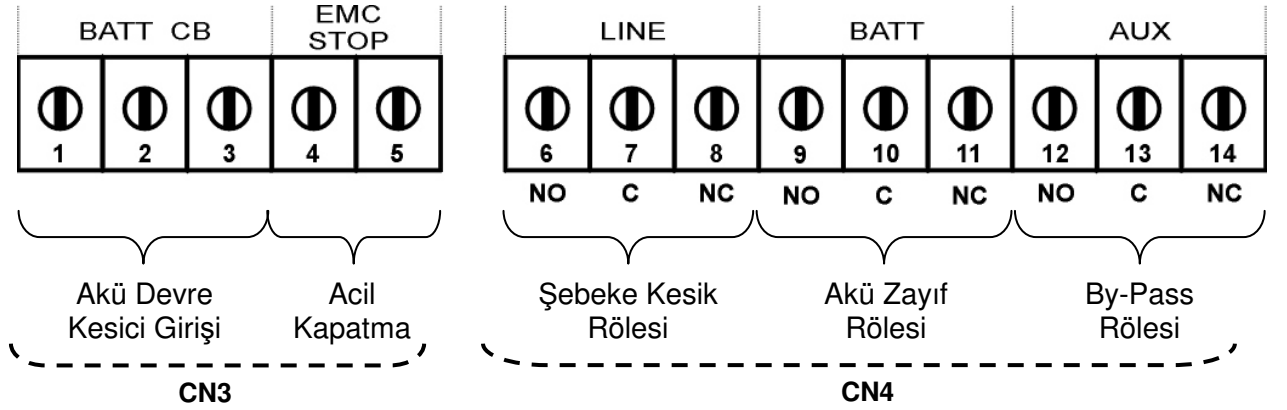 BATT CB
EMC
STOP
LINE
BATT
AUX
1 2 3 4 5
6 7 8 9 10 11 12 13 14
NO C NC NO C NC NO C NC
Akü Devre
Kesici Girişi
Acil
Kapatma
Şebeke Kesik
Rölesi
Akü Zayıf
Rölesi
By-Pass
Rölesi
CN3
CN4